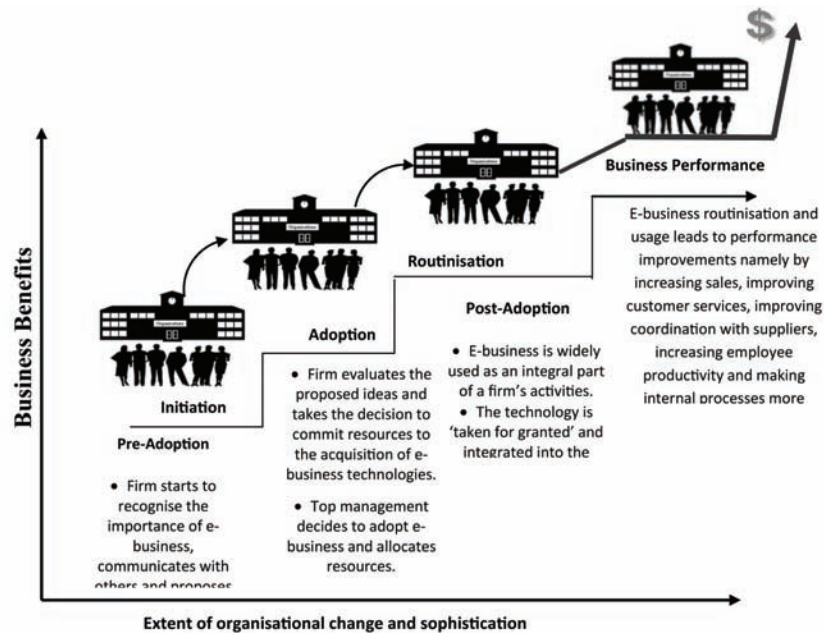 $
Business Performance
E-business routinisation and
usage leads to performance
improvements namely by
increasing sales, improving
customer services, improving
coordination with suppliers,
increasing employee
productivity and making
internal processes more
Routinisation
Post-Adoption
• E-business is widely
used as an integral part
of a firm's activities.
• The technology is
'taken for granted' and
integrated into the
Adoption
• Firm evaluates the
proposed ideas and
takes the decision to
commit resources to
the acquisition of e-
business technologies.
• Top management
decides to adopt e-
business and allocates
resources.
Initiation
Pre-Adoption
• Firm starts to
recognise the
importance of e-
business,
communicates with
others and proposes
Business Benefits
Extent of organisational change and sophistication